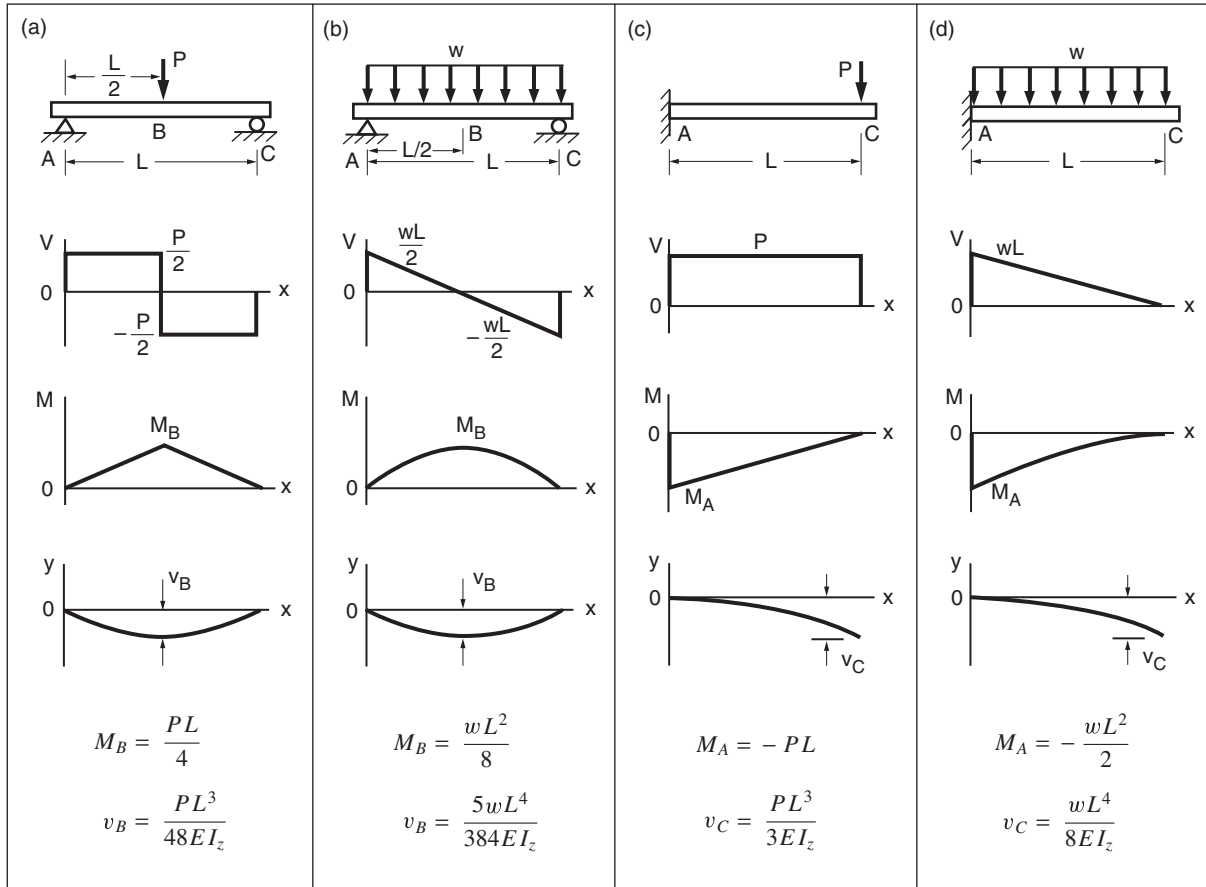 (a)
L
2
P
B
A
C
L
V
P
2
0
x
− P
2
M
M_B
0
x
y
v_B
0
x
M_B = PL / 4
v_B = PL^3 / 48EI_z
(b)
w
B
A
L/2
L
C
V
wL
2
0
x
− wL
2
M
M_B
0
x
y
v_B
0
x
M_B = wL^2 / 8
v_B = 5wL^4 / 384EI_z
(c)
P
A
C
L
V
P
0
x
M
0
x
M_A
y
0
x
v_C
M_A = − PL
v_C = PL^3 / 3EI_z
(d)
w
A
C
L
V
wL
0
x
M
0
x
M_A
y
0
x
v_C
M_A = − wL^2 / 2
v_C = wL^4 / 8EI_z